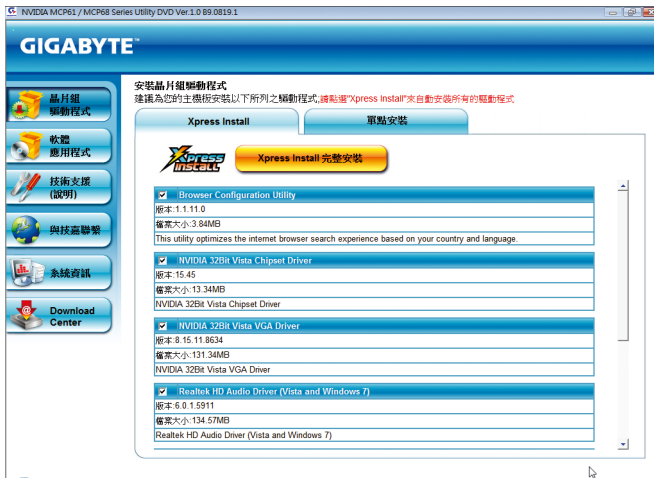 NVIDIA MCP61 / MCP68 Series Utility DVD Ver.1.0 B9.0819.1
GIGABYTE™
晶片組
驅動程式
軟體
應用程式
技術支援
(說明)
與技嘉聯繫
系統資訊
Download
Center
安裝晶片組驅動程式
建議為您的主機板安裝以下所列之驅動程式;請點選"Xpress Install"來自動安裝所有的驅動程式
Xpress Install
單點安裝
Xpress
INSTALL
Xpress Install 完整安裝
Browser Configuration Utility
版本:1.1.11.0
檔案大小:3.84MB
This utility optimizes the internet browser search experience based on your country and language.
NVIDIA 32Bit Vista Chipset Driver
版本:15.45
檔案大小:13.34MB
NVIDIA 32Bit Vista Chipset Driver
NVIDIA 32Bit Vista VGA Driver
版本:8.15.11.8634
檔案大小:131.34MB
NVIDIA 32Bit Vista VGA Driver
Realtek HD Audio Driver (Vista and Windows 7)
版本:6.0.1.5911
檔案大小:134.57MB
Realtek HD Audio Driver (Vista and Windows 7)